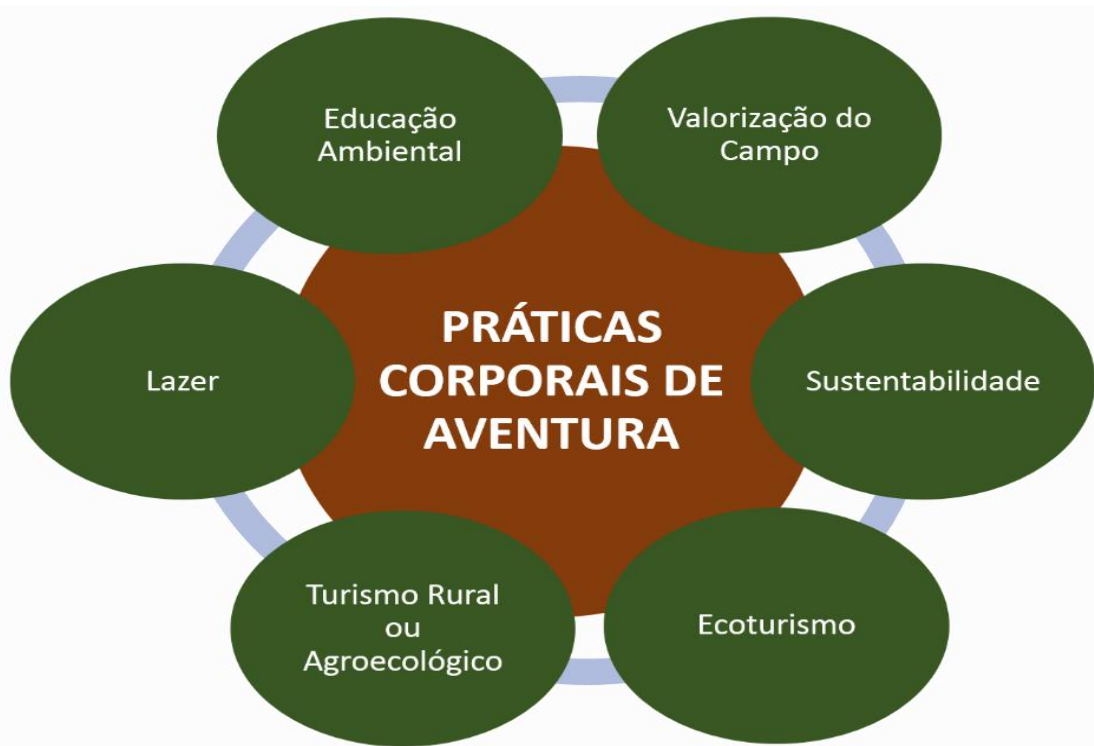 Educação
Ambiental
Valorização do
Campo
PRÁTICAS
CORPORAIS DE
AVENTURA
Lazer
Sustentabilidade
Turismo Rural
ou
Agroecológico
Ecoturismo